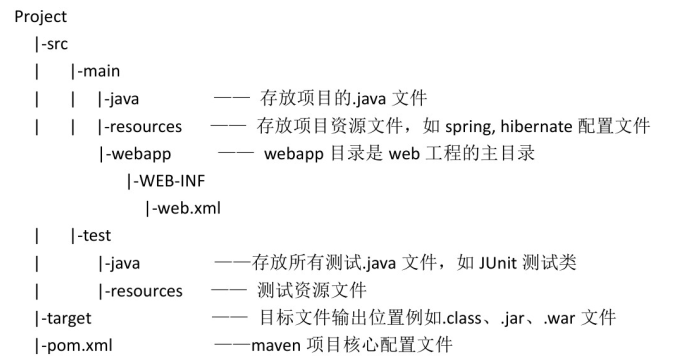 Project
|-src
| |-main
| | |-java —— 存放项目的.java 文件
| | |-resources —— 存放项目资源文件，如 spring, hibernate 配置文件
|-webapp —— webapp 目录是 web 工程的主目录
|-WEB-INF
|-web.xml
| |-test
| |-java ——存放所有测试.java 文件，如 JUnit 测试类
| |-resources —— 测试资源文件
|-target —— 目标文件输出位置例如.class、.jar、.war 文件
|-pom.xml ——maven 项目核心配置文件